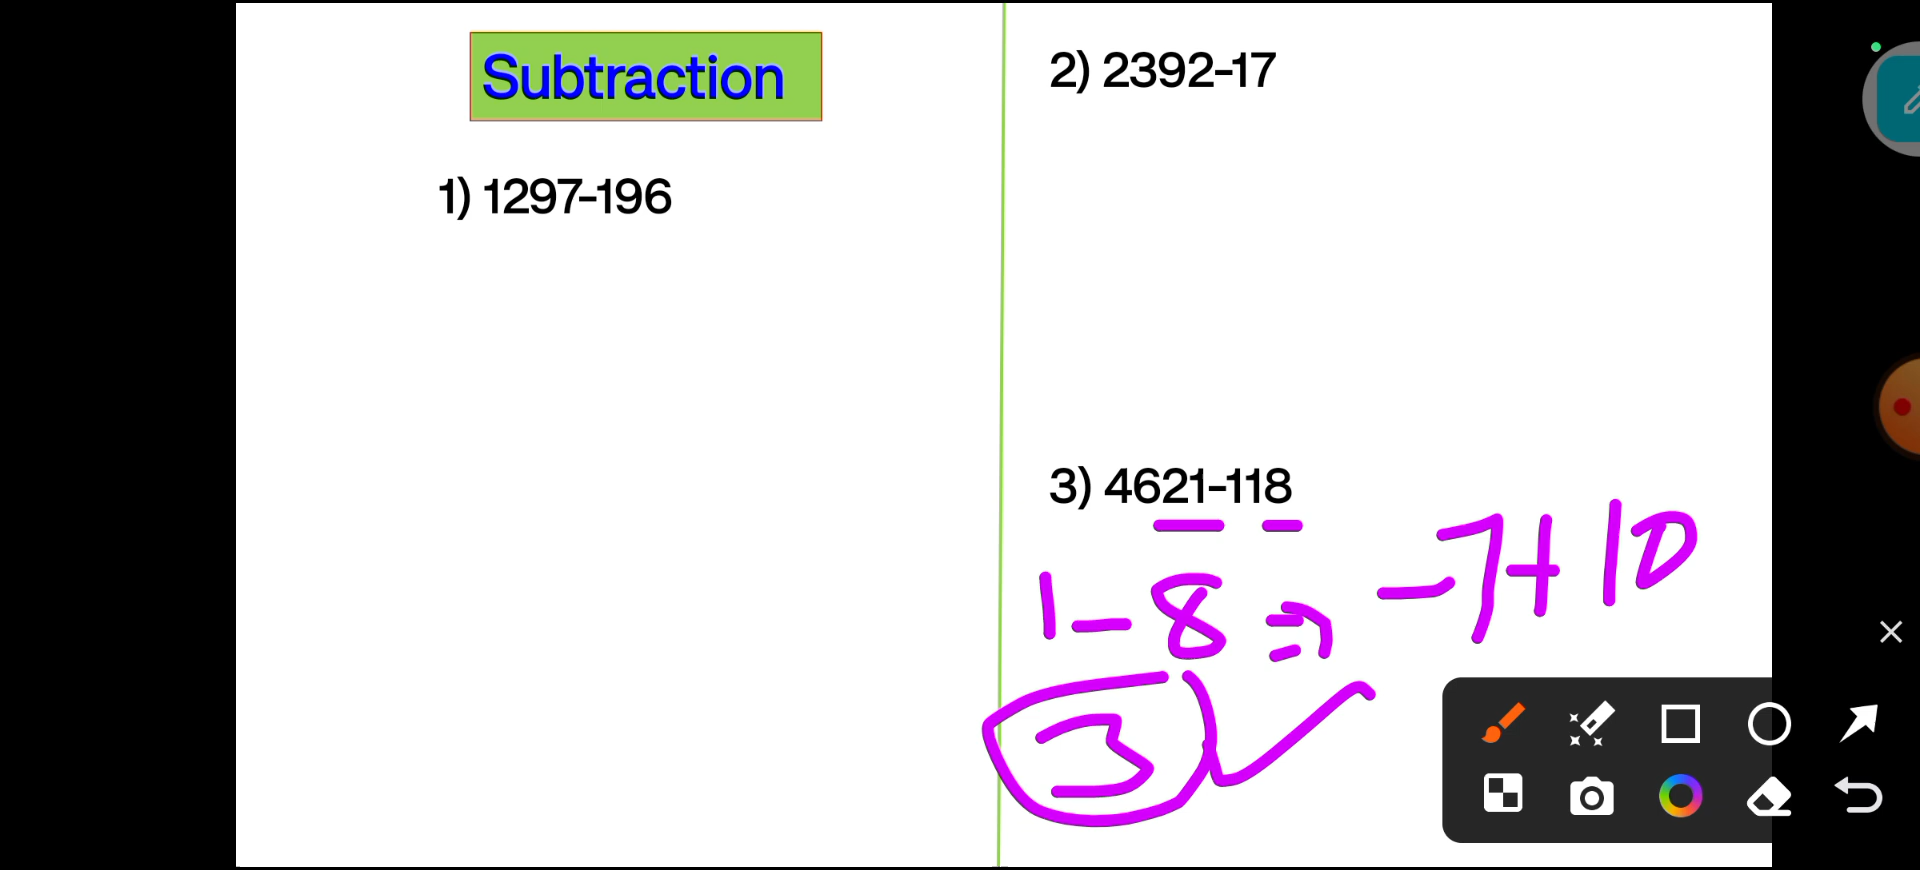 Subtraction
1) 1297-196
2) 2392-17
3) 4621-118
1-8 => -7+10
3